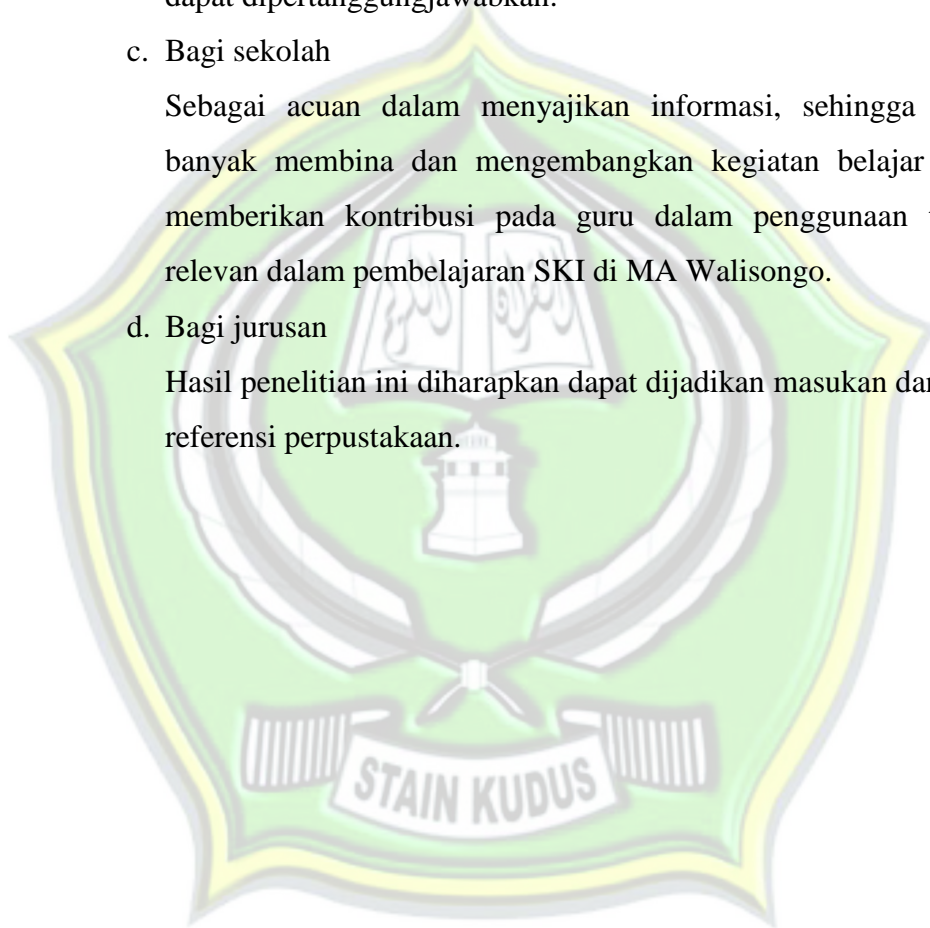 dapat dipertanggungjawabkan.
c. Bagi sekolah
Sebagai acuan dalam menyajikan informasi, sehingga
banyak membina dan mengembangkan kegiatan belajar
memberikan kontribusi pada guru dalam penggunaan
relevan dalam pembelajaran SKI di MA Walisongo.
d. Bagi jurusan
Hasil penelitian ini diharapkan dapat dijadikan masukan
referensi perpustakaan.
STAIN KUDUS